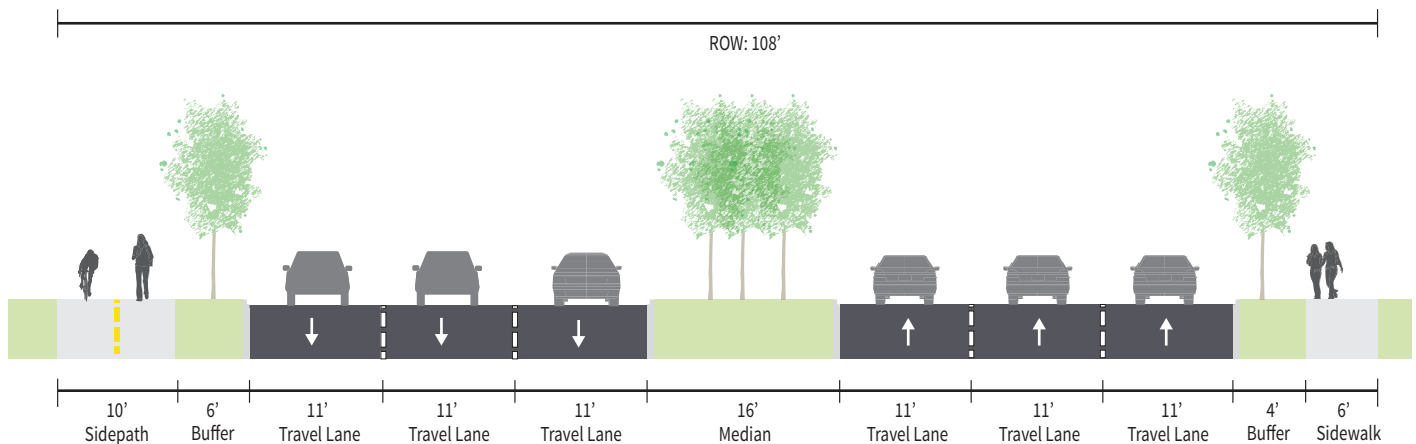 ROW: 108’
10’
Sidepath
6’
Buffer
11’
Travel Lane
11’
Travel Lane
11’
Travel Lane
16’
Median
11’
Travel Lane
11’
Travel Lane
11’
Travel Lane
4’
Buffer
6’
Sidewalk